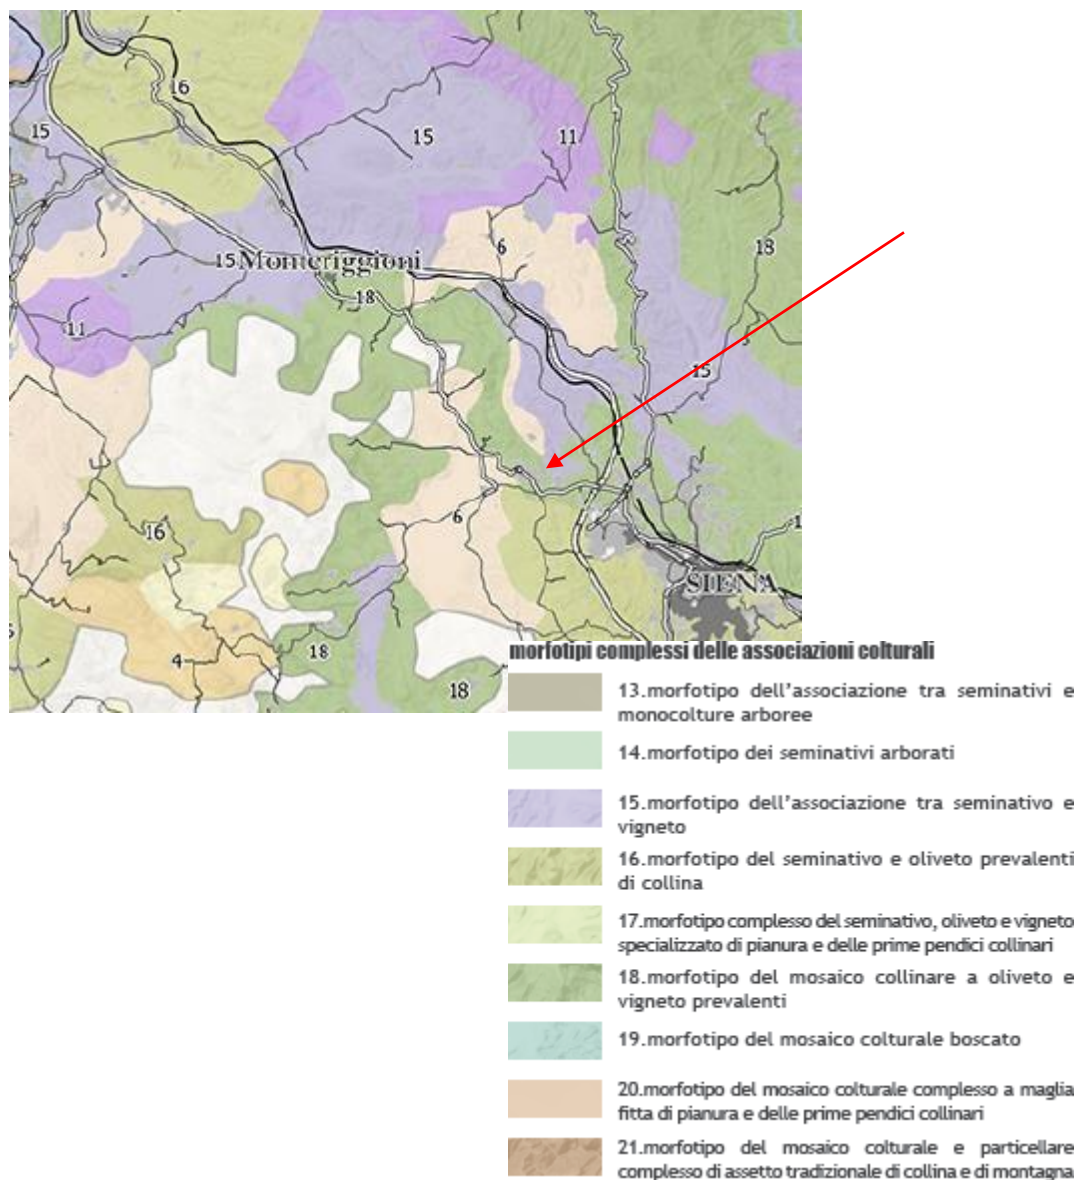 16
15
15
11
6
18
15 Monteriggioni
18
11
15
6
16
SIENA
18
4
18
morfotipi complessi delle associazioni colturali
13.morfotipo dell'associazione tra seminativi e
monocolture arboree
14.morfotipo dei seminativi arborati
15.morfotipo dell'associazione tra seminativo e
vigneto
16.morfotipo del seminativo e oliveto prevalenti
di collina
17.morfotipo complesso del seminativo, oliveto e vigneto
specializzato di pianura e delle prime pendici collinari
18.morfotipo del mosaico collinare a oliveto e
vigneto prevalenti
19.morfotipo del mosaico colturale boscato
20.morfotipo del mosaico colturale complesso a maglia
fitta di pianura e delle prime pendici collinari
21.morfotipo del mosaico colturale e particellare
complesso di assetto tradizionale di collina e di montagna